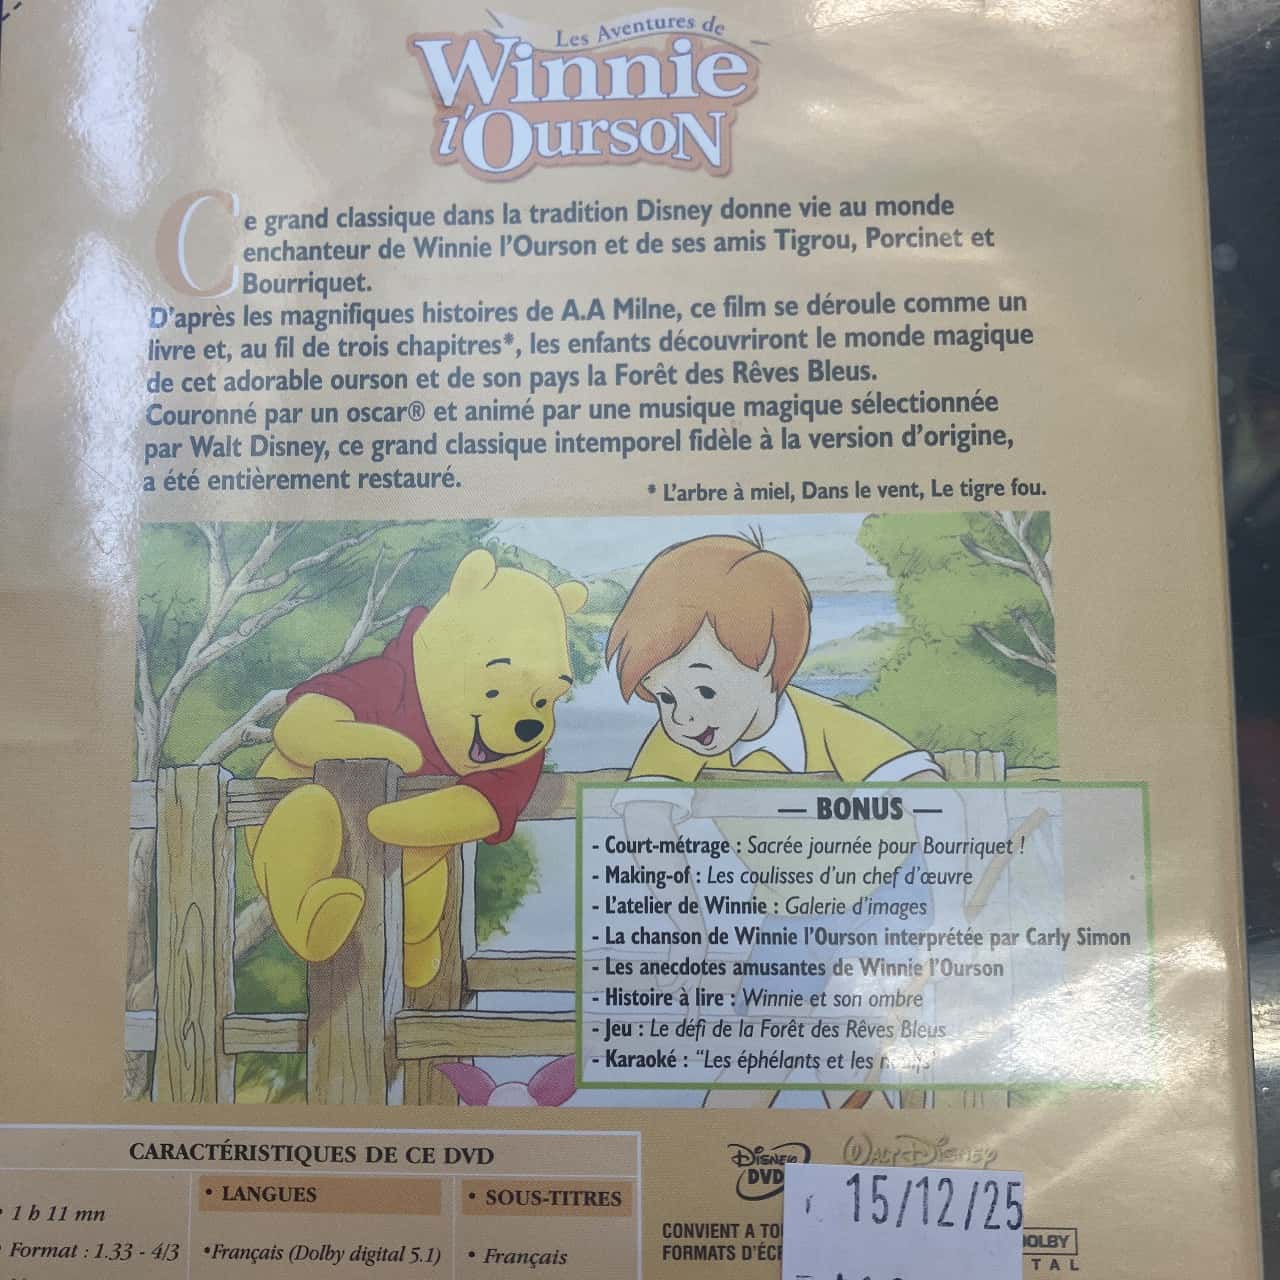 Les Aventures de
Winnie
l'Ourson
Ce grand classique dans la tradition Disney donne vie au monde
enchanteur de Winnie l'Ourson et de ses amis Tigrou, Porcinet et
Bourriquet.
D'après les magnifiques histoires de A.A Milne, ce film se déroule comme un
livre et, au fil de trois chapitres*, les enfants découvriront le monde magique
de cet adorable ourson et de son pays la Forêt des Rêves Bleus.
Couronné par un oscar® et animé par une musique magique sélectionnée
par Walt Disney, ce grand classique intemporel fidèle à la version d'origine,
a été entièrement restauré.
* L'arbre à miel, Dans le vent, Le tigre fou.
— BONUS —
- Court-métrage : Sacrée journée pour Bourriquet !
- Making-of : Les coulisses d'un chef d'œuvre
- L'atelier de Winnie : Galerie d'images
- La chanson de Winnie l'Ourson interprétée par Carly Simon
- Les anecdotes amusantes de Winnie l'Ourson
- Histoire à lire : Winnie et son ombre
- Jeu : Le défi de la Forêt des Rêves Bleus
- Karaoké : "Les éphélants et les
CARACTÉRISTIQUES DE CE DVD
• 1 h 11 mn
Format : 1.33 - 4/3
• LANGUES
•Français (Dolby digital 5.1)
• SOUS-TITRES
• Français
DISNEY
DVD
WALT DISNEY
CONVIENT A TO
FORMATS D'ÉC
15/12/25
DOLBY
TAL